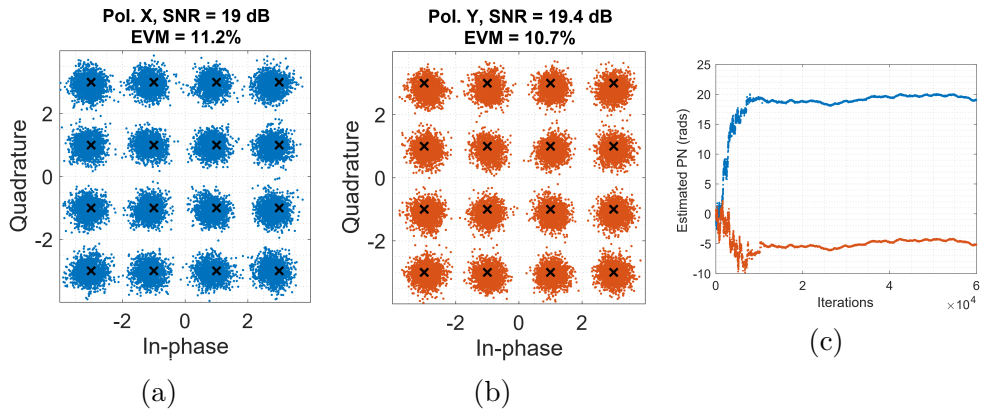 Pol. X, SNR = 19 dB
EVM = 11.2%
Quadrature
2
0
-2
-2
0
2
In-phase
(a)
Pol. Y, SNR = 19.4 dB
EVM = 10.7%
Quadrature
2
0
-2
-2
0
2
In-phase
(b)
Estimated PN (rads)
25
20
15
10
5
0
-5
-10
0
2
4
6
Iterations
×10^4
(c)